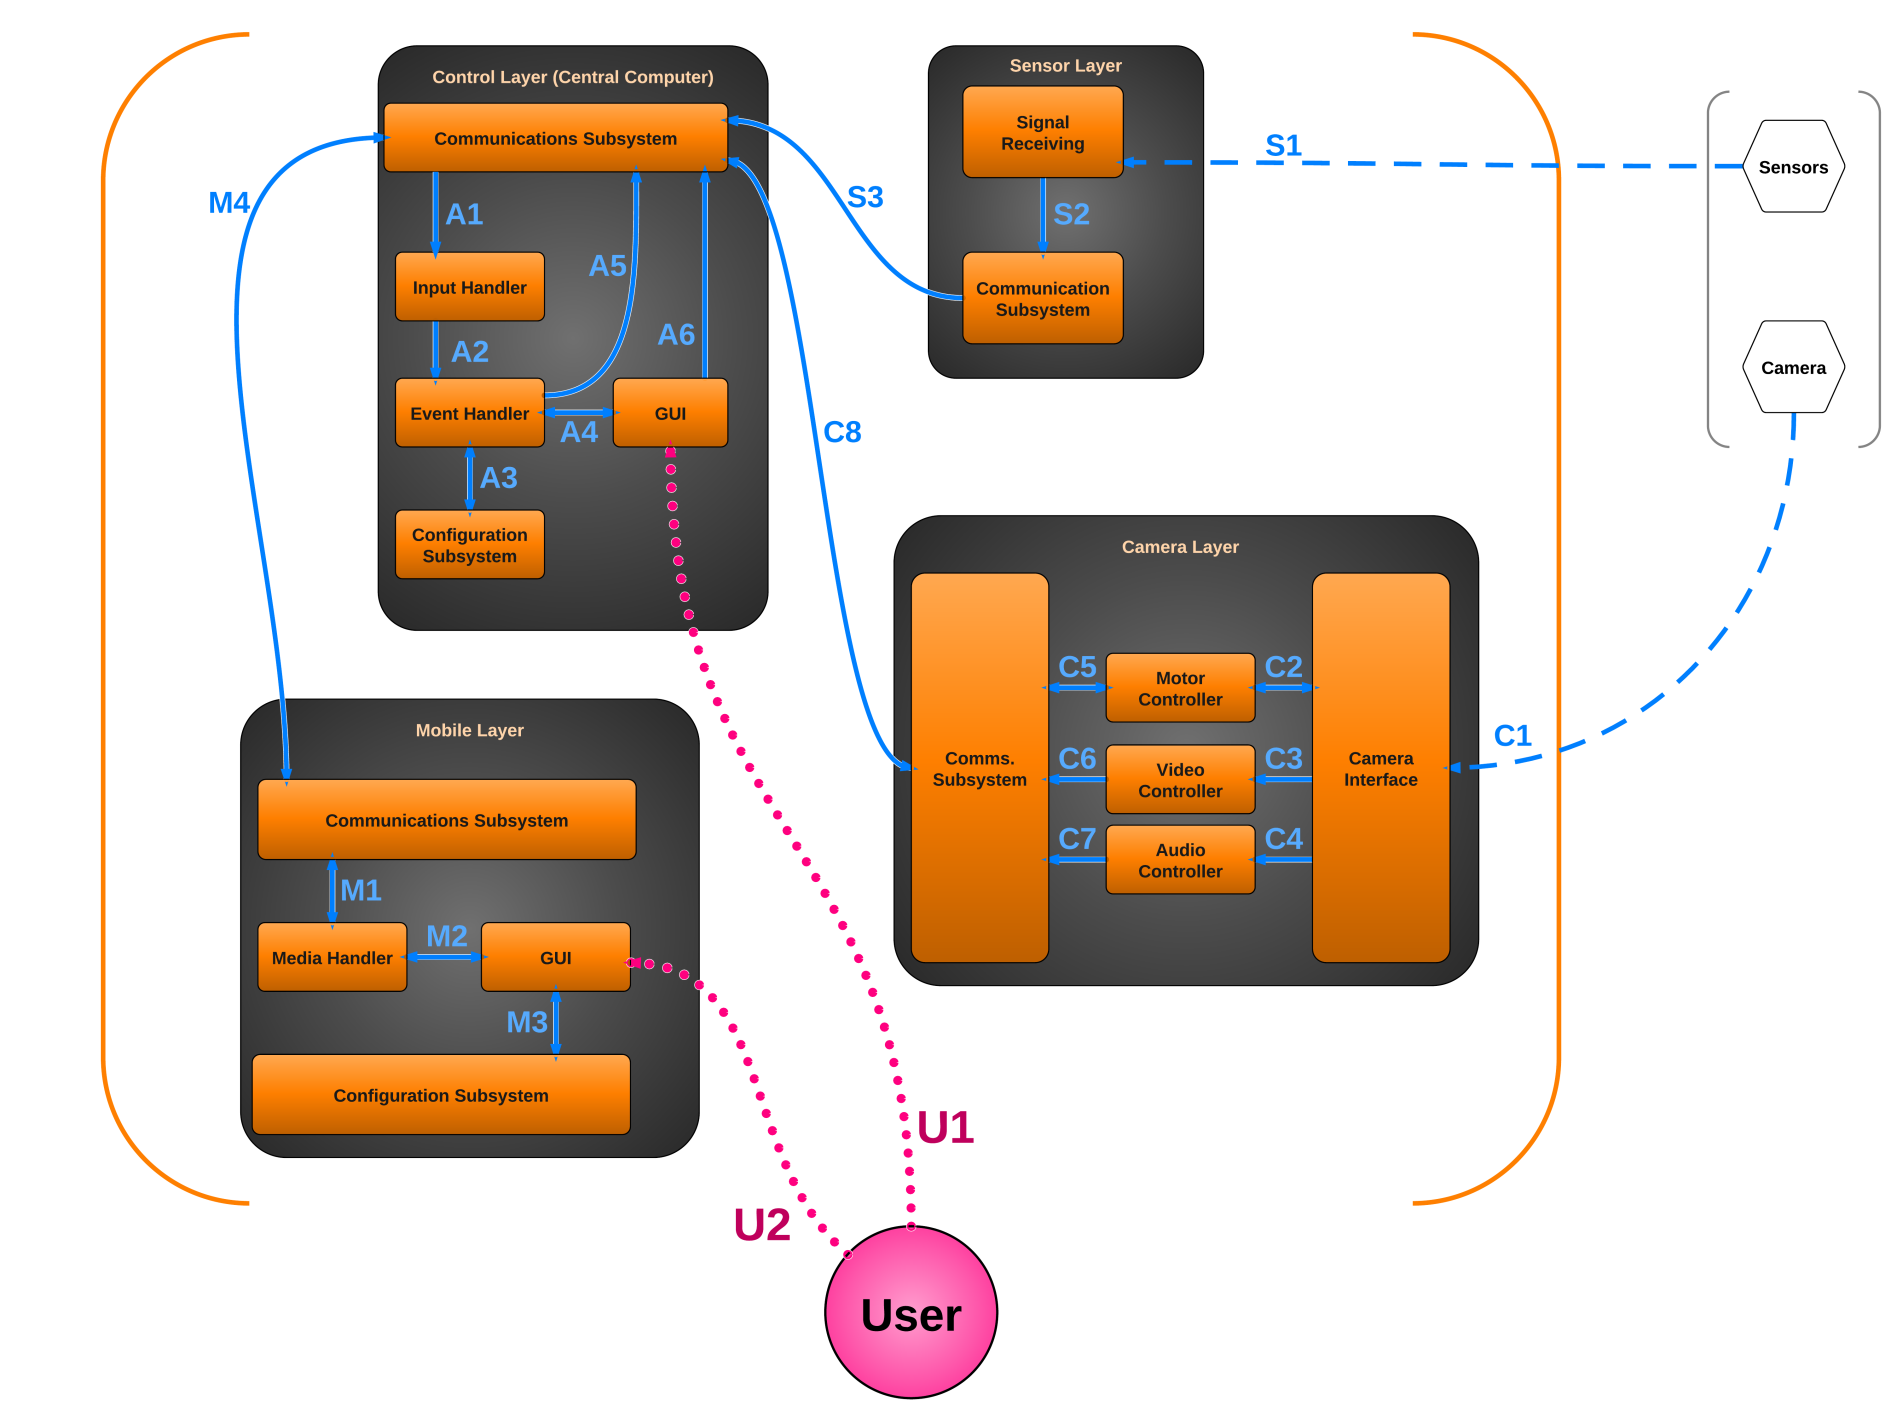 Control Layer (Central Computer)
Communications Subsystem
A1
Input Handler
A5
A2
A6
Event Handler
A4
GUI
A3
Configuration
Subsystem
M4
S3
C8
Sensor Layer
Signal
Receiving
S2
Communication
Subsystem
S1
Sensors
Camera
C1
Camera Layer
Comms.
Subsystem
C5
Motor
Controller
C2
C6
Video
Controller
C3
C7
Audio
Controller
C4
Camera
Interface
Mobile Layer
Communications Subsystem
M1
Media Handler
M2
GUI
M3
Configuration Subsystem
U1
U2
User